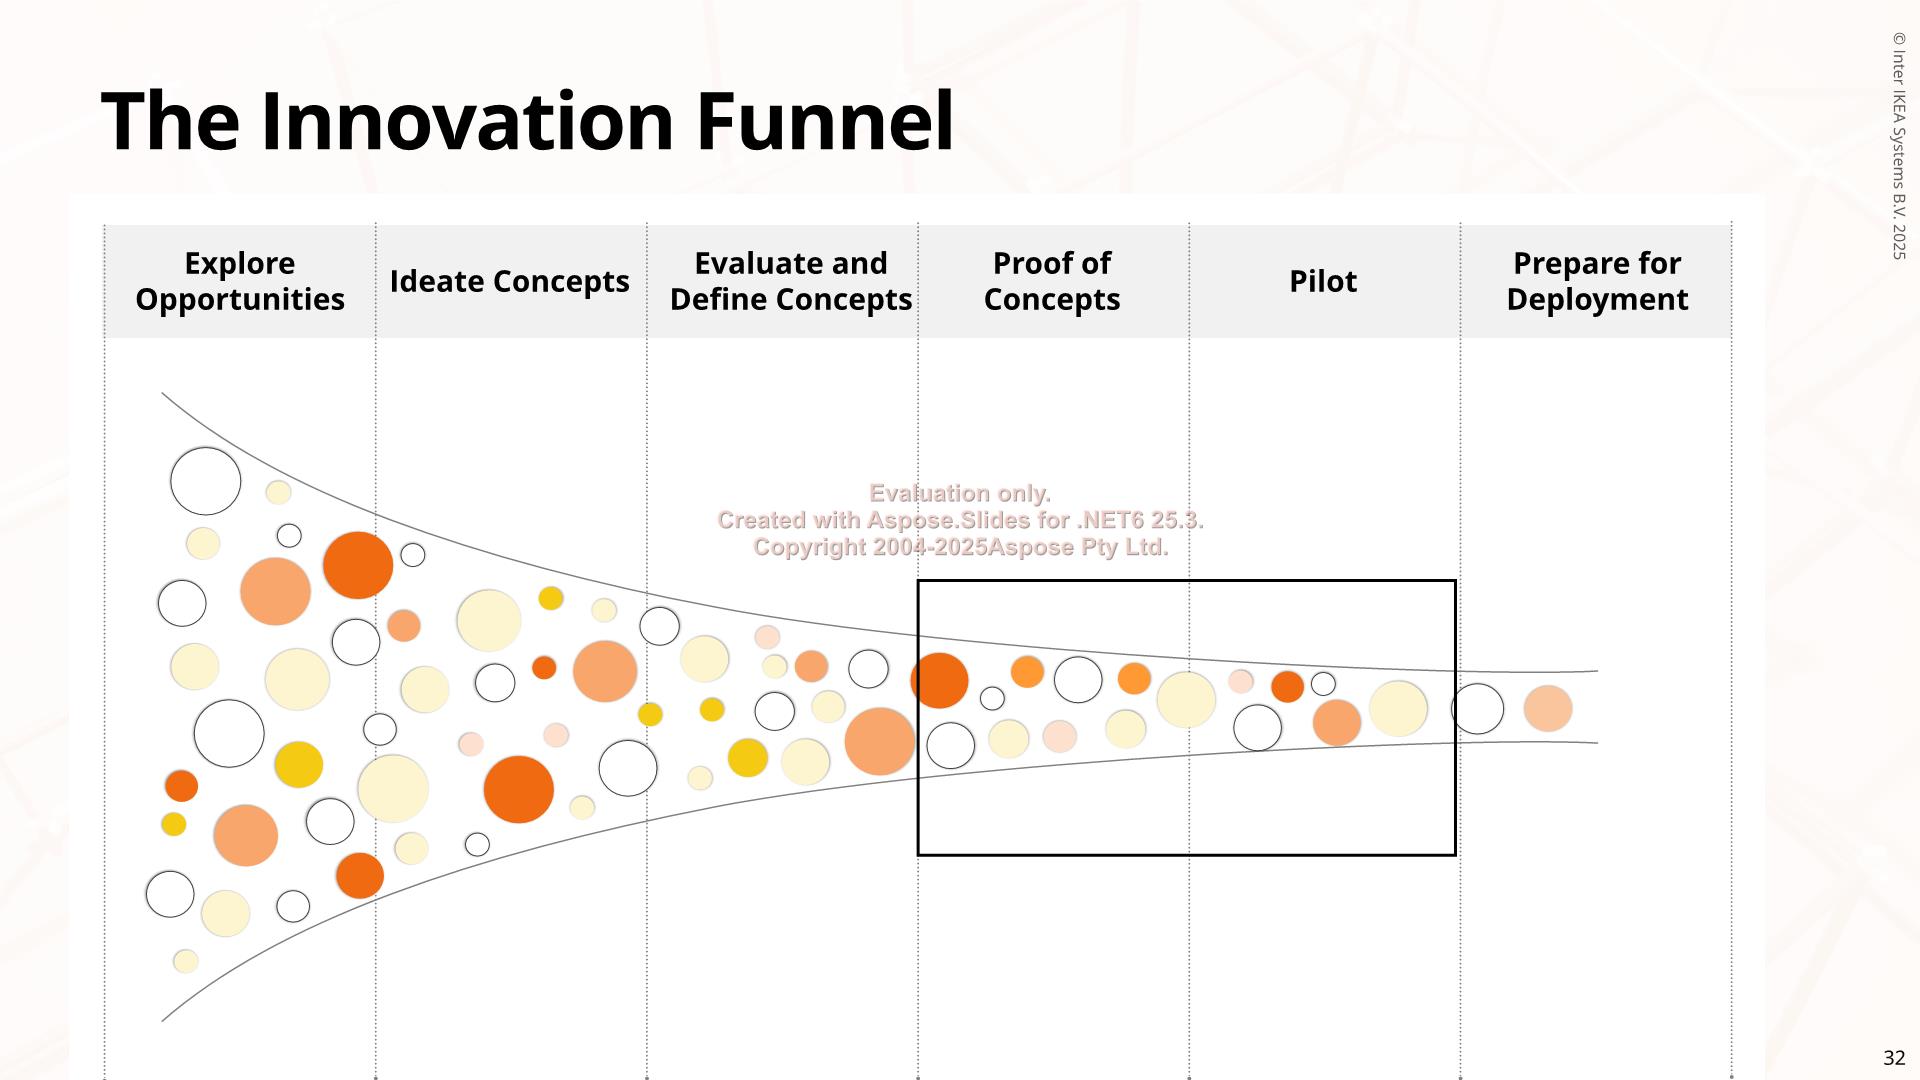 The Innovation Funnel
© Inter IKEA Systems B.V. 2025
Explore
Opportunities
Ideate Concepts
Evaluate and
Define Concepts
Proof of
Concepts
Pilot
Prepare for
Deployment
Evaluation only.
Created with Aspose.Slides for .NET6 25.3.
Copyright 2004-2025Aspose Pty Ltd.
32